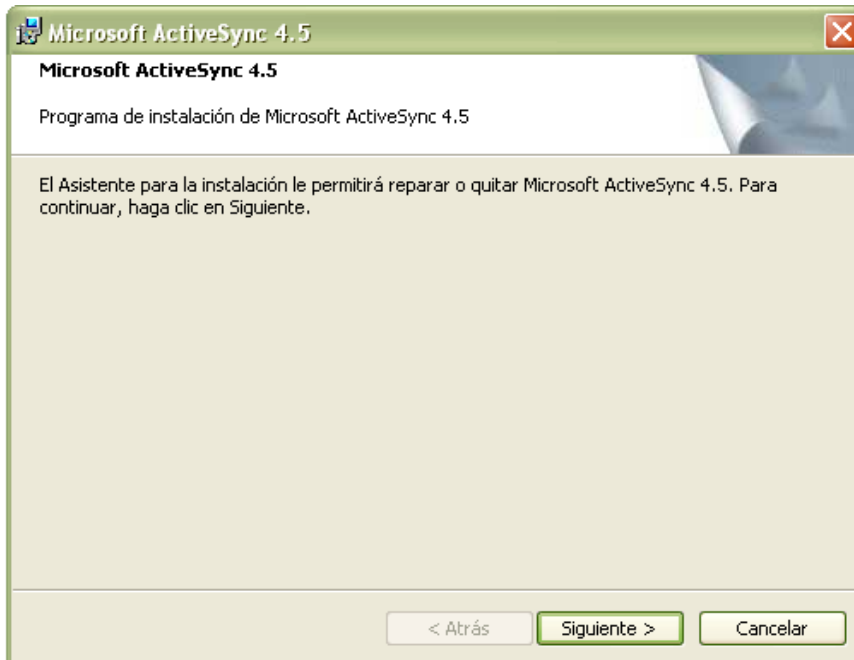 Microsoft ActiveSync 4.5
Microsoft ActiveSync 4.5
Programa de instalación de Microsoft ActiveSync 4.5
El Asistente para la instalación le permitirá reparar o quitar Microsoft ActiveSync 4.5. Para
continuar, haga clic en Siguiente.
< Atrás
Siguiente >
Cancelar